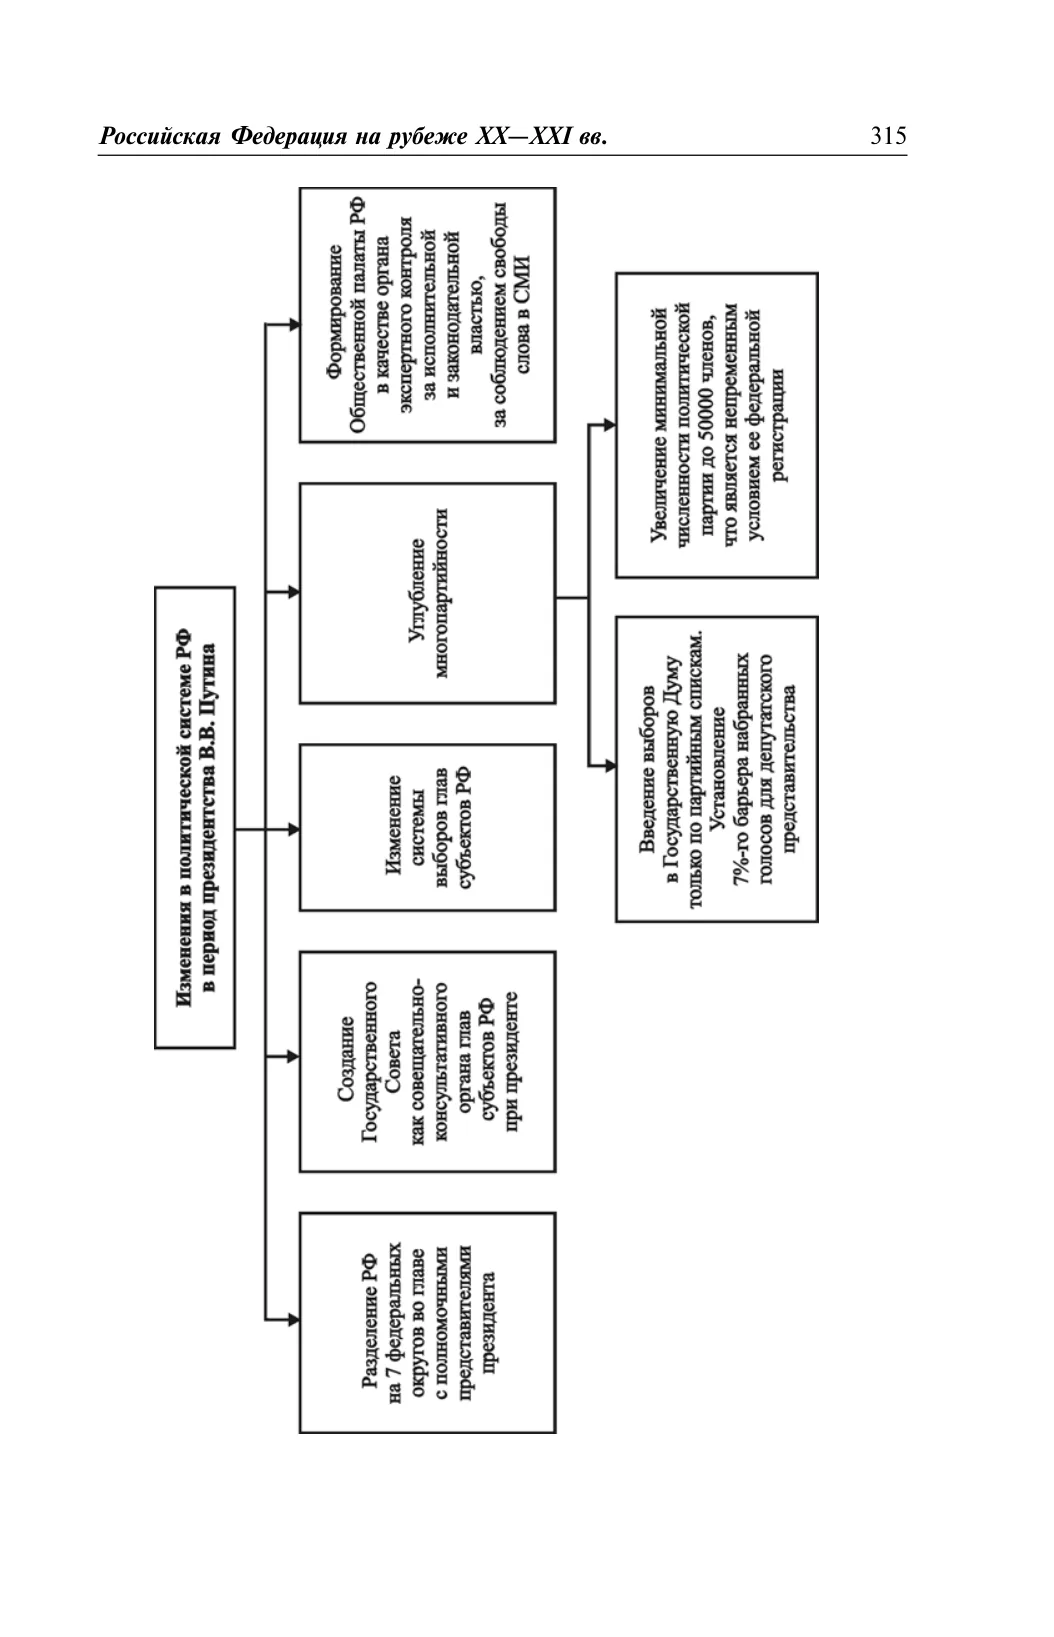 Российская Федерация на рубеже XX—XXI вв.
315
Изменения в политической системе РФ
в период президентства В.В. Путина
Разделение РФ
на 7 федеральных
округов во главе
с полномочными
представителями
президента
Создание
Государственного
Совета
как совещательно-
консультативного
органа глав
субъектов РФ
при президенте
Изменение
системы
выборов глав
субъектов РФ
Углубление
многопартийности
Формирование
Общественной палаты РФ
в качестве органа
экспертного контроля
за исполнительной
и законодательной
властью,
за соблюдением свободы
слова в СМИ
Введение выборов
в Государственную Думу
только по партийным спискам.
Установление
7%-го барьера набранных
голосов для депутатского
представительства
Увеличение минимальной
численности политической
партии до 50000 членов,
что является непременным
условием ее федеральной
регистрации